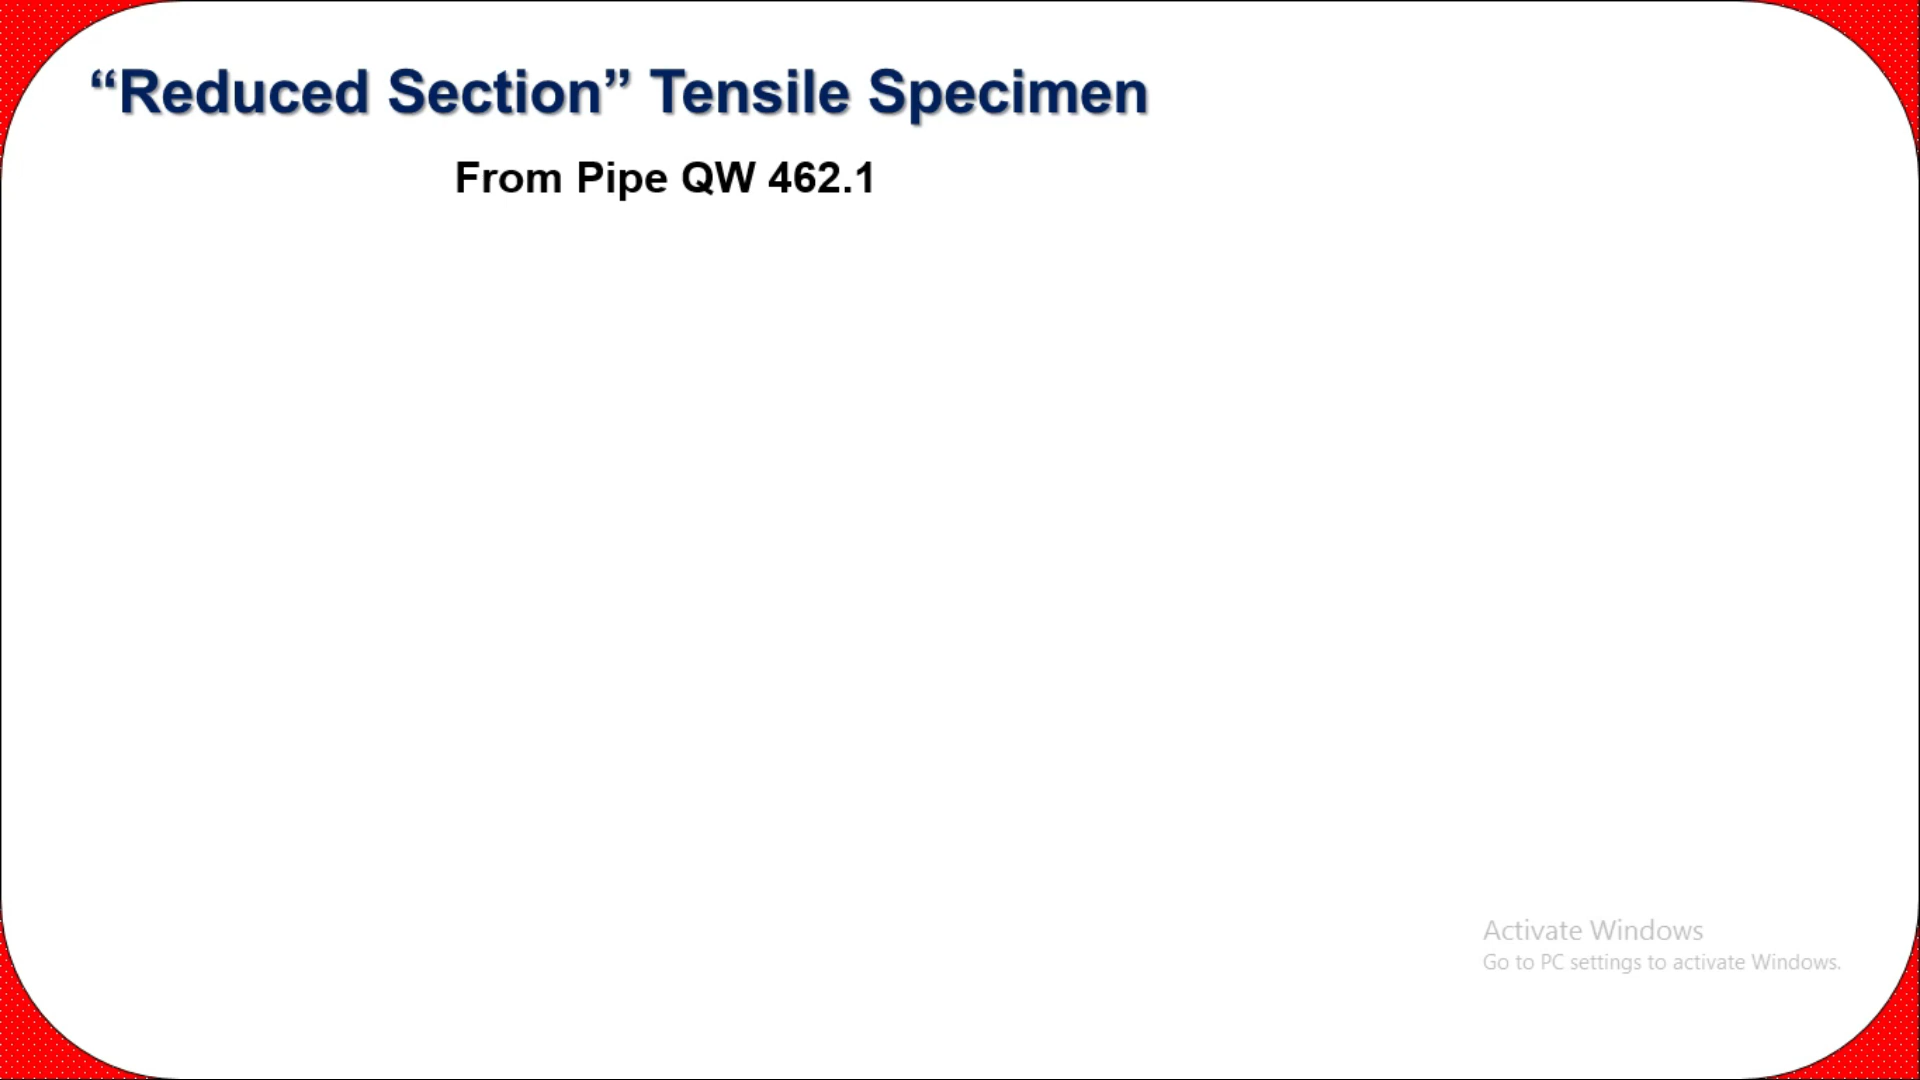 “Reduced Section” Tensile Specimen
From Pipe QW 462.1
Activate Windows
Go to PC settings to activate Windows.